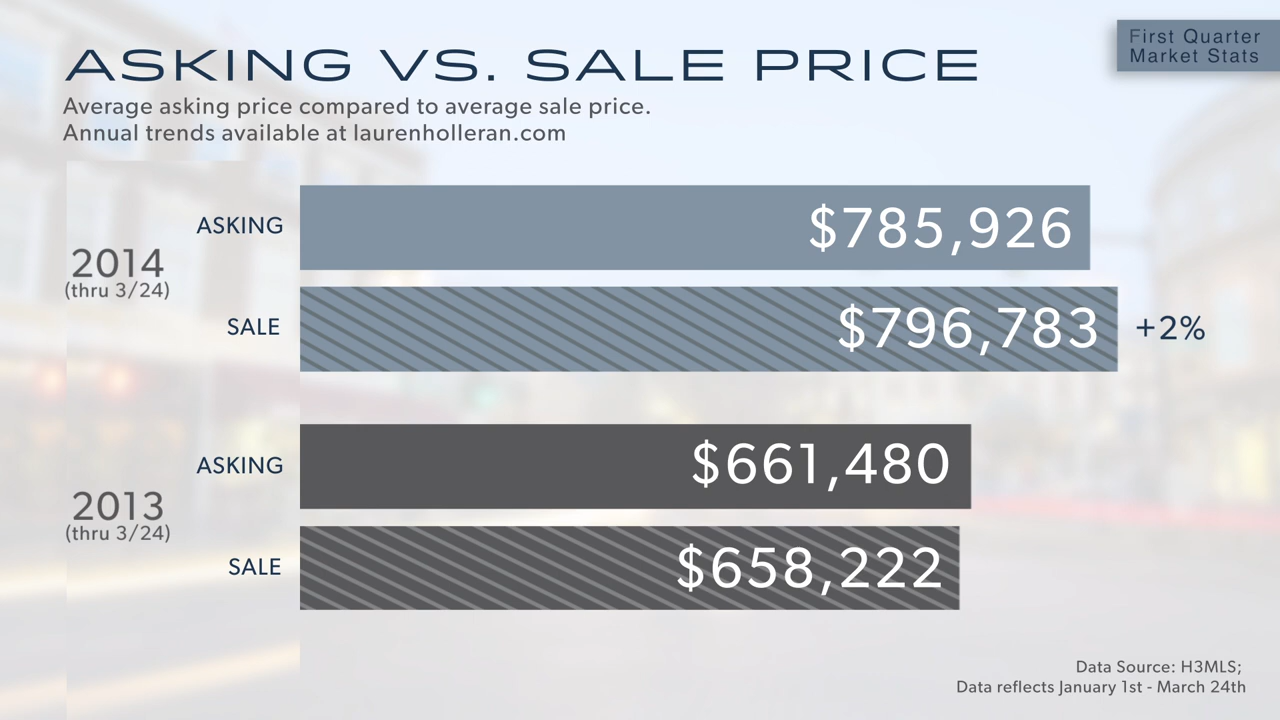 ASKING VS. SALE PRICE
First Quarter
Market Stats
Average asking price compared to average sale price.
Annual trends available at laurenholleran.com
2014
(thru 3/24)
ASKING
$785,926
SALE
$796,783
+2%
2013
(thru 3/24)
ASKING
$661,480
SALE
$658,222
Data Source: H3MLS;
Data reflects January 1st - March 24th